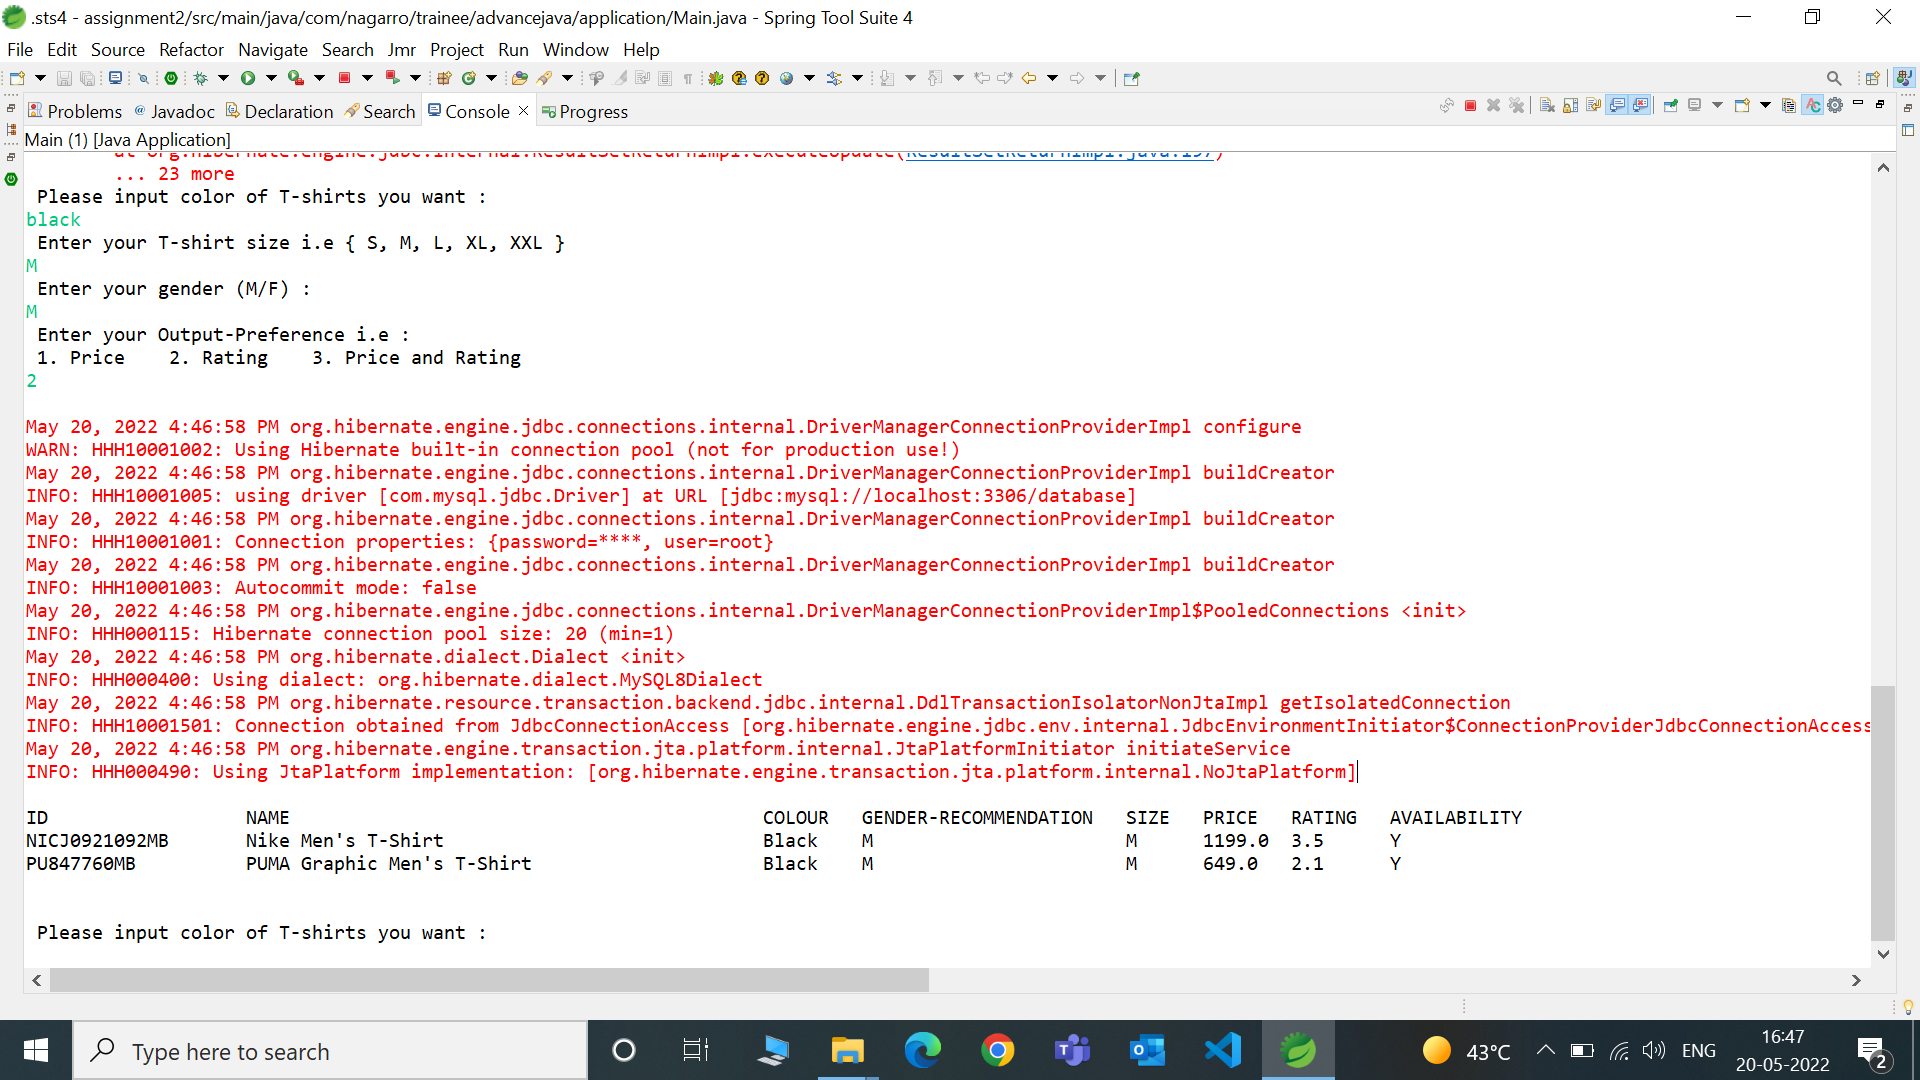 .sts4 - assignment2/src/main/java/com/nagarro/trainee/advancejava/application/Main.java - Spring Tool Suite 4
File Edit Source Refactor Navigate Search Jmr Project Run Window Help
Problems @ Javadoc Declaration Search Console Progress
Main (1) [Java Application]
at org.hibernate.engine.jdbc.internal.ResultSetReturnImpl.executeUpdate(ResultSetReturnImpl.java:197)
... 23 more
Please input color of T-shirts you want :
black
Enter your T-shirt size i.e { S, M, L, XL, XXL }
M
Enter your gender (M/F) :
M
Enter your Output-Preference i.e :
1. Price 2. Rating 3. Price and Rating
2
May 20, 2022 4:46:58 PM org.hibernate.engine.jdbc.connections.internal.DriverManagerConnectionProviderImpl configure
WARN: HHH10001002: Using Hibernate built-in connection pool (not for production use!)
May 20, 2022 4:46:58 PM org.hibernate.engine.jdbc.connections.internal.DriverManagerConnectionProviderImpl buildCreator
INFO: HHH10001005: using driver [com.mysql.jdbc.Driver] at URL [jdbc:mysql://localhost:3306/database]
May 20, 2022 4:46:58 PM org.hibernate.engine.jdbc.connections.internal.DriverManagerConnectionProviderImpl buildCreator
INFO: HHH10001001: Connection properties: {password=****, user=root}
May 20, 2022 4:46:58 PM org.hibernate.engine.jdbc.connections.internal.DriverManagerConnectionProviderImpl buildCreator
INFO: HHH10001003: Autocommit mode: false
May 20, 2022 4:46:58 PM org.hibernate.engine.jdbc.connections.internal.DriverManagerConnectionProviderImpl$PooledConnections <init>
INFO: HHH000115: Hibernate connection pool size: 20 (min=1)
May 20, 2022 4:46:58 PM org.hibernate.dialect.Dialect <init>
INFO: HHH000400: Using dialect: org.hibernate.dialect.MySQL8Dialect
May 20, 2022 4:46:58 PM org.hibernate.resource.transaction.backend.jdbc.internal.DdlTransactionIsolatorNonJtaImpl getIsolatedConnection
INFO: HHH10001501: Connection obtained from JdbcConnectionAccess [org.hibernate.engine.jdbc.env.internal.JdbcEnvironmentInitiator$ConnectionProviderJdbcConnectionAccess
May 20, 2022 4:46:58 PM org.hibernate.engine.transaction.jta.platform.internal.JtaPlatformInitiator initiateService
INFO: HHH000490: Using JtaPlatform implementation: [org.hibernate.engine.transaction.jta.platform.internal.NoJtaPlatform]
ID NAME COLOUR GENDER-RECOMMENDATION SIZE PRICE RATING AVAILABILITY
NICJ0921092MB Nike Men's T-Shirt Black M M 1199.0 3.5 Y
PU847760MB PUMA Graphic Men's T-Shirt Black M M 649.0 2.1 Y
Please input color of T-shirts you want :
Type here to search
43°C
ENG
16:47
20-05-2022
2